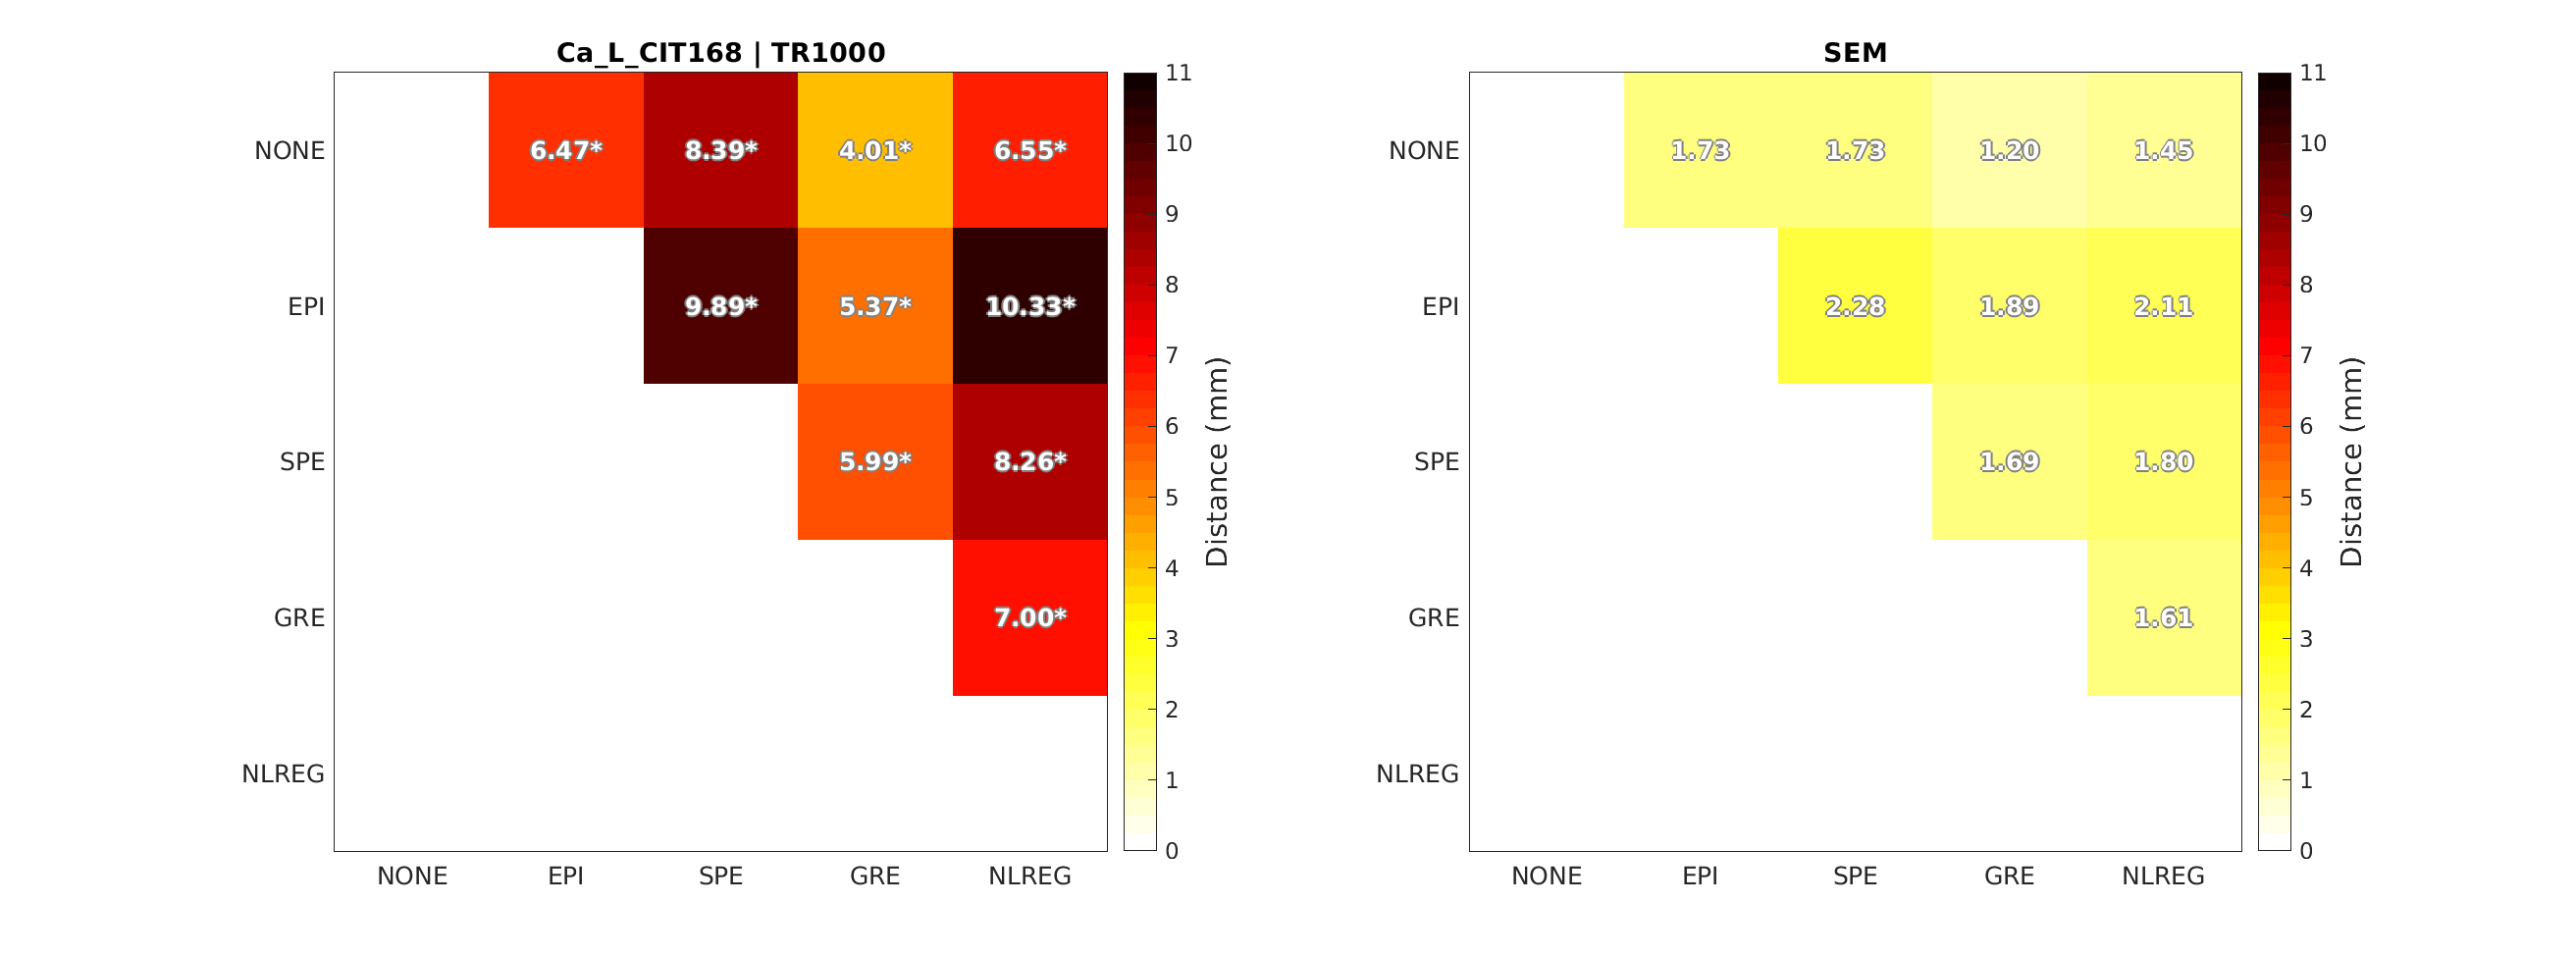 Ca_L_CIT168 | TR1000
NONE
EPI
SPE
GRE
NLREG
6.47*
8.39*
4.01*
6.55*
9.89*
5.37*
10.33*
5.99*
8.26*
7.00*
NONE EPI SPE GRE NLREG
11
10
9
8
7
6
5
4
3
2
1
0
Distance (mm)
SEM
NONE
EPI
SPE
GRE
NLREG
1.73
1.73
1.20
1.45
2.28
1.89
2.11
1.69
1.80
1.61
NONE EPI SPE GRE NLREG
11
10
9
8
7
6
5
4
3
2
1
0
Distance (mm)